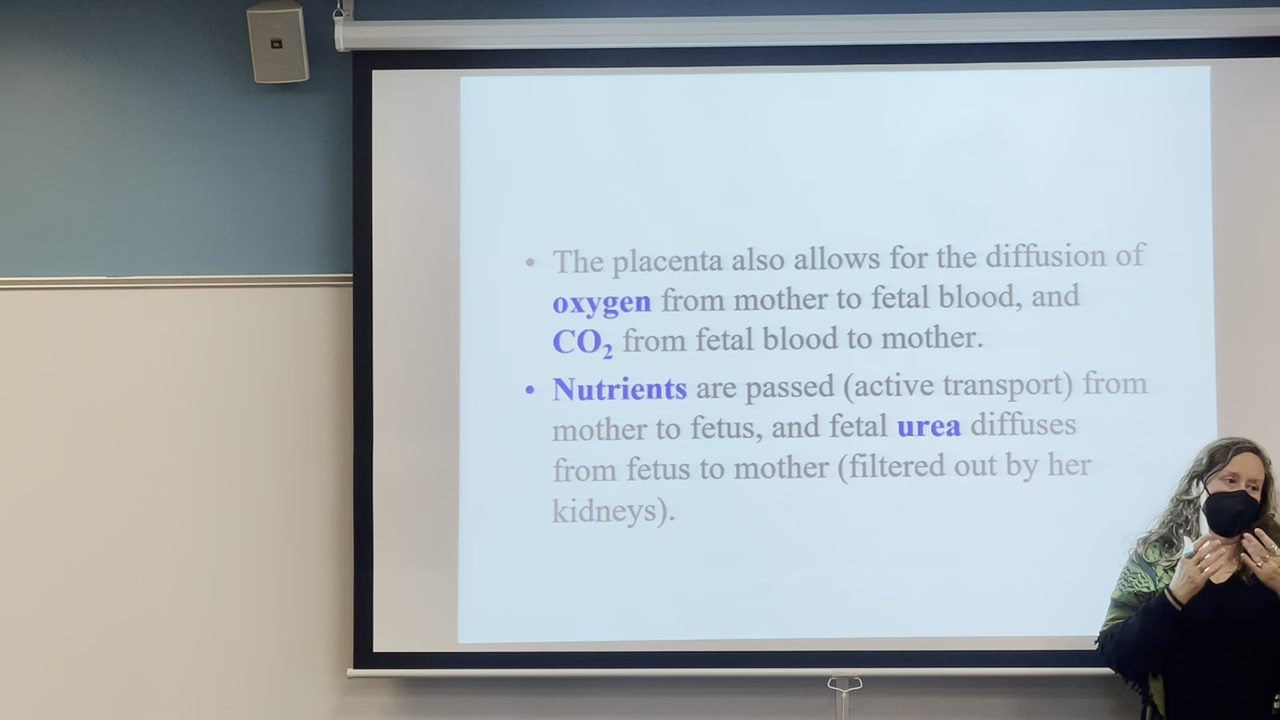 • The placenta also allows for the diffusion of
oxygen from mother to fetal blood, and
CO₂ from fetal blood to mother.
• Nutrients are passed (active transport) from
mother to fetus, and fetal urea diffuses
from fetus to mother (filtered out by her
kidneys).